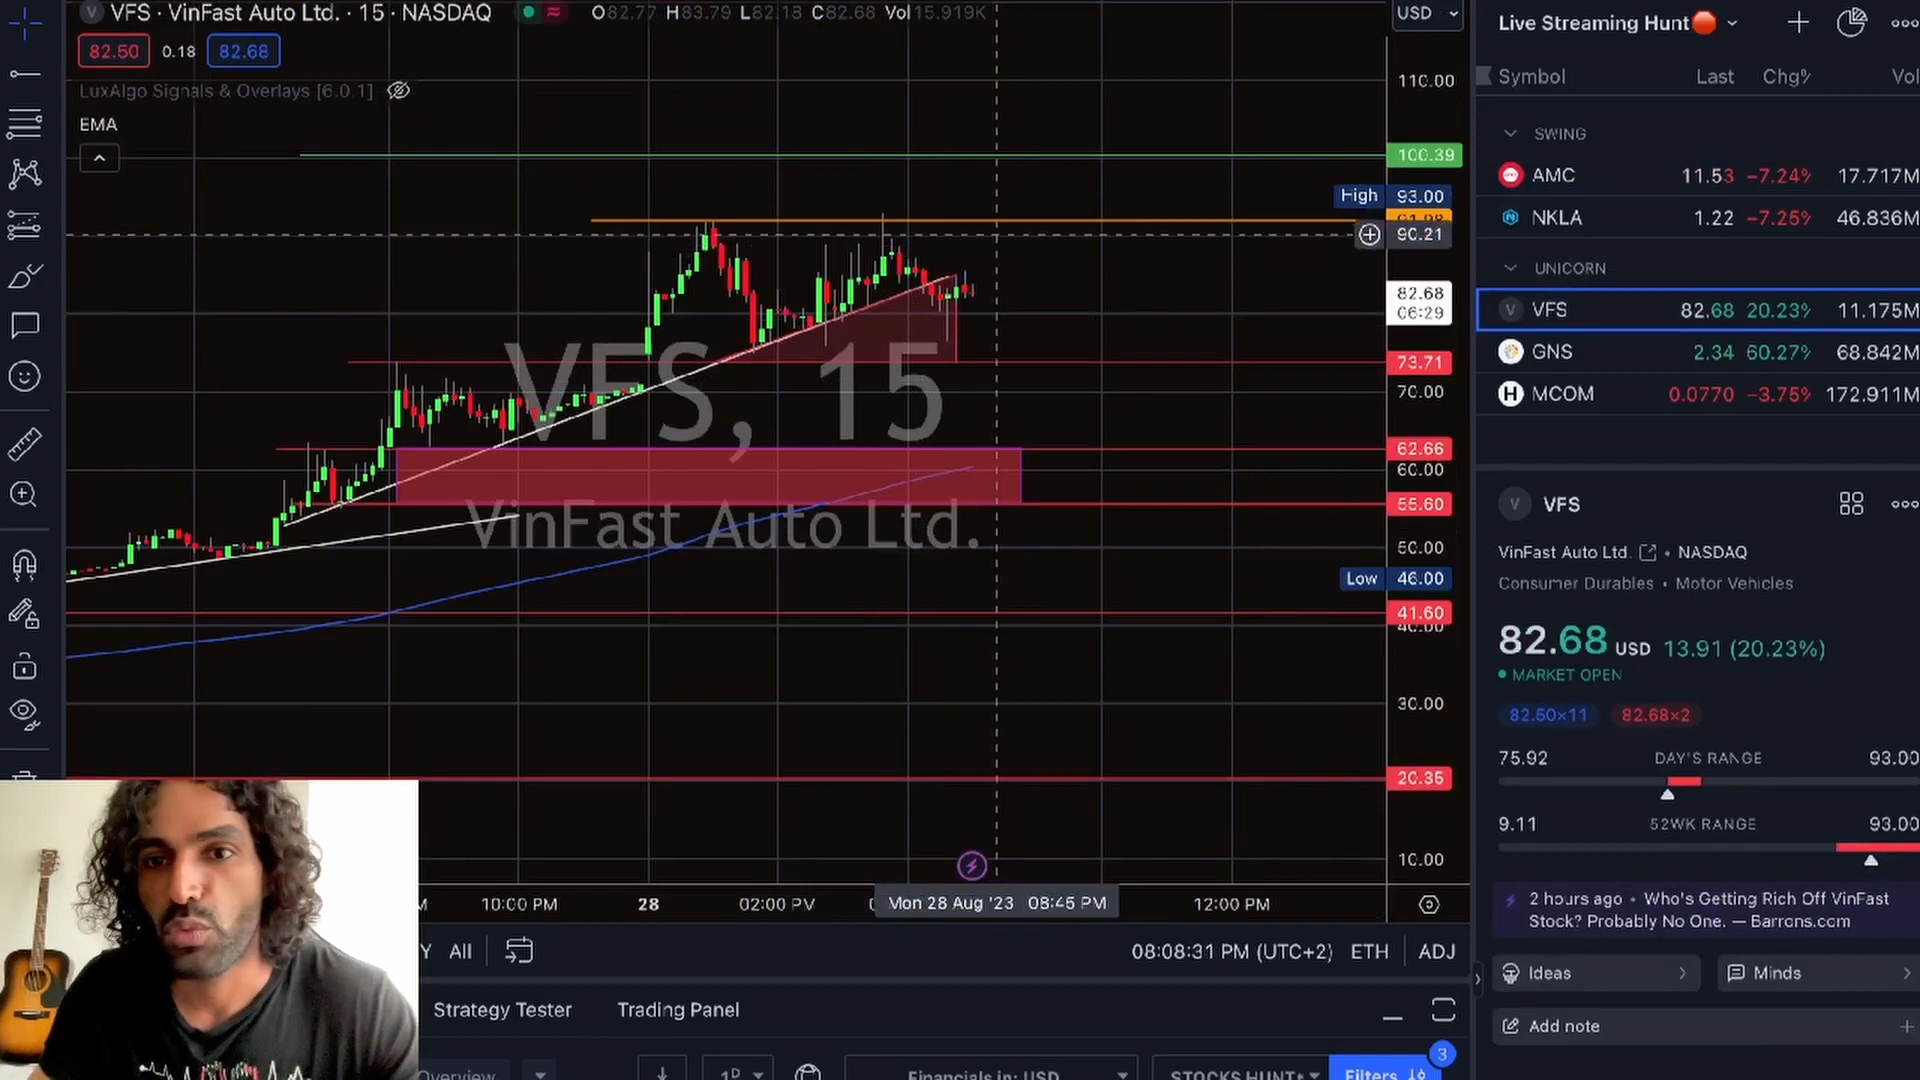 VFS · VinFast Auto Ltd. · 15 · NASDAQ
O82.77 H83.79 L82.18 C82.68 Vol15.919K
82.50 0.18 82.68
LuxAlgo Signals & Overlays [6.0.1]
EMA
USD
110.00
100.39
High 93.00
90.21
82.68
06:29
73.71
70.00
62.66
60.00
55.60
50.00
Low 46.00
41.60
40.00
30.00
20.35
10.00
VFS, 15
VinFast Auto Ltd.
10:00 PM 28 02:00 PM Mon 28 Aug '23 08:45 PM 12:00 PM
Y All 08:08:31 PM (UTC+2) ETH ADJ
Strategy Tester Trading Panel
Overview 1D Financials in: USD STOCKS HUNT Filters 3
Live Streaming Hunt
Symbol Last Chg% Vol
SWING
AMC 11.53 −7.24% 17.717M
NKLA 1.22 −7.25% 46.836M
UNICORN
V VFS 82.68 20.23% 11.175M
GNS 2.34 60.27% 68.842M
H MCOM 0.0770 −3.75% 172.911M
V VFS
VinFast Auto Ltd. • NASDAQ
Consumer Durables • Motor Vehicles
82.68 USD 13.91 (20.23%)
MARKET OPEN
82.50×11 82.68×2
75.92 DAY'S RANGE 93.00
9.11 52WK RANGE 93.00
2 hours ago • Who's Getting Rich Off VinFast
Stock? Probably No One. — Barrons.com
Ideas Minds
Add note